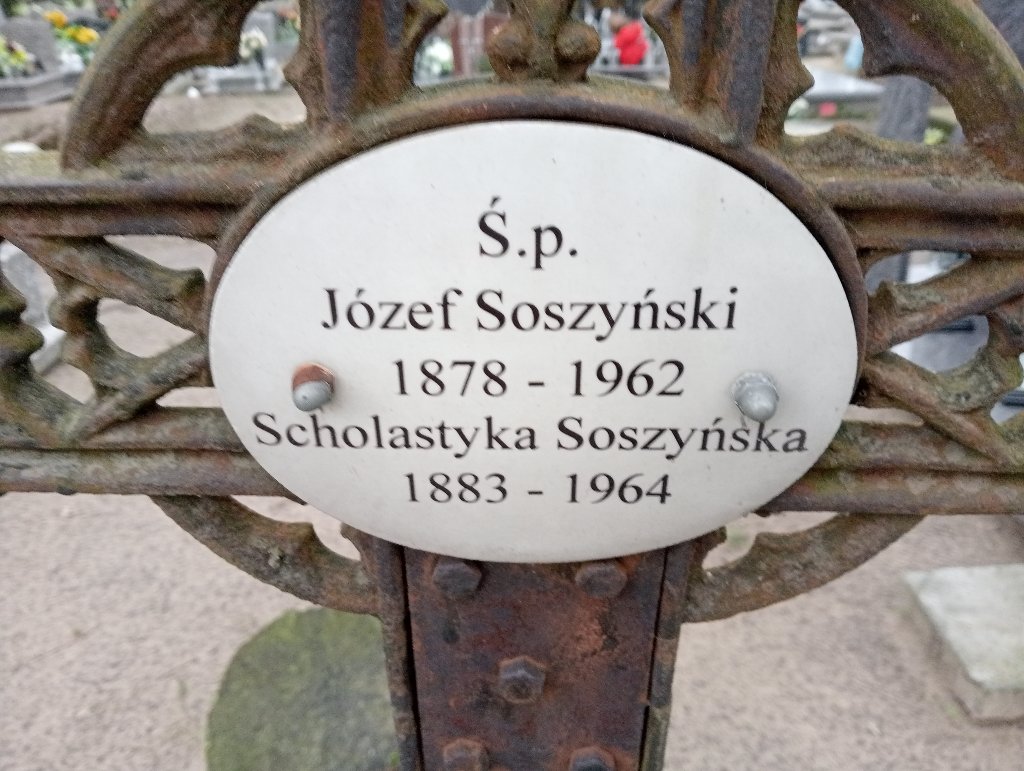 Ś.p.
Józef Soszyński
1878 - 1962
Scholastyka Soszyńska
1883 - 1964